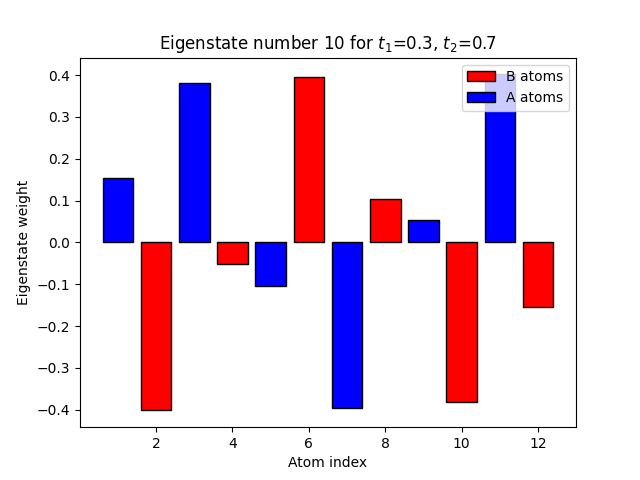 Eigenstate number 10 for t₁=0.3, t₂=0.7
B atoms
A atoms
Eigenstate weight
0.4
0.3
0.2
0.1
0.0
−0.1
−0.2
−0.3
−0.4
2 4 6 8 10 12
Atom index